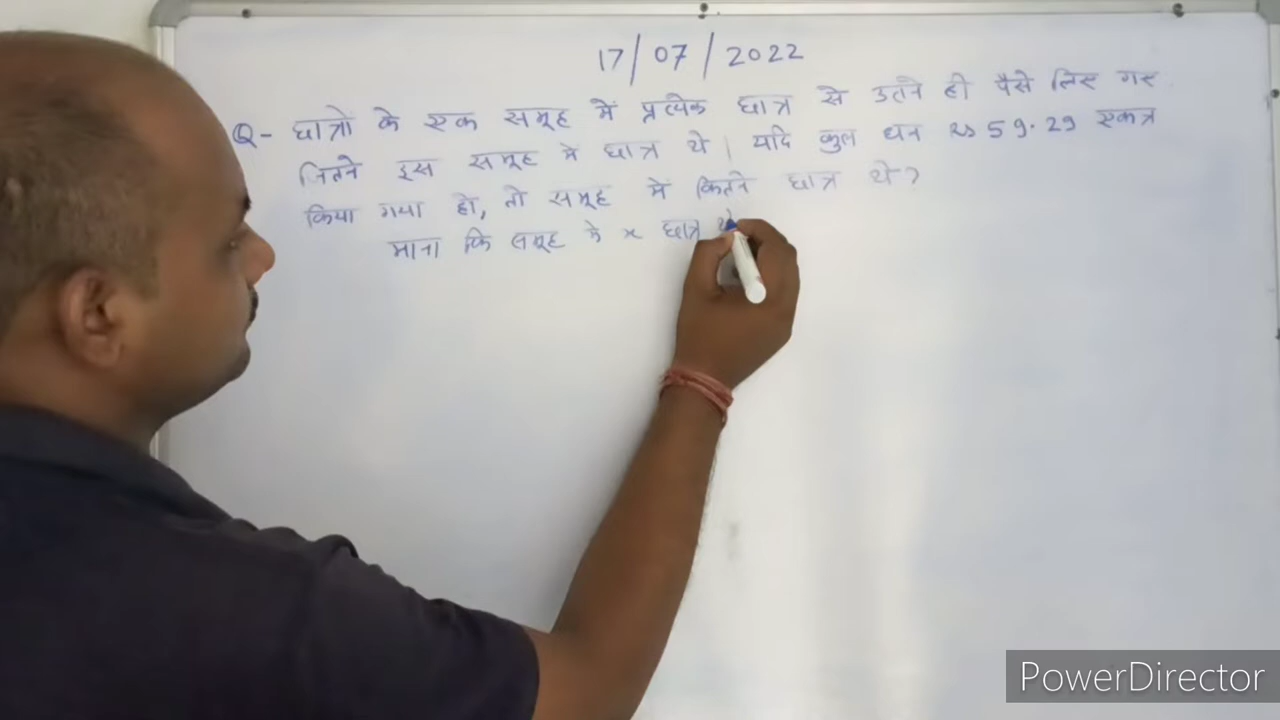 17/07/2022
Q- छात्रों के एक समूह में प्रत्येक छात्र से उतने ही पैसे लिए गए
जितने इस समूह मे छात्र थे। यदि कुल धन Rs 59.29 एकत्र
किया गया हो, तो समूह मे कितने छात्र थे?
माना कि समूह मे x छात्र थे
PowerDirector